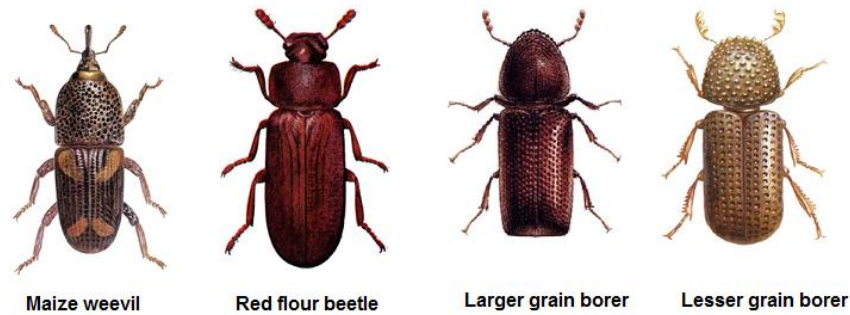 Maize weevil
Red flour beetle
Larger grain borer
Lesser grain borer